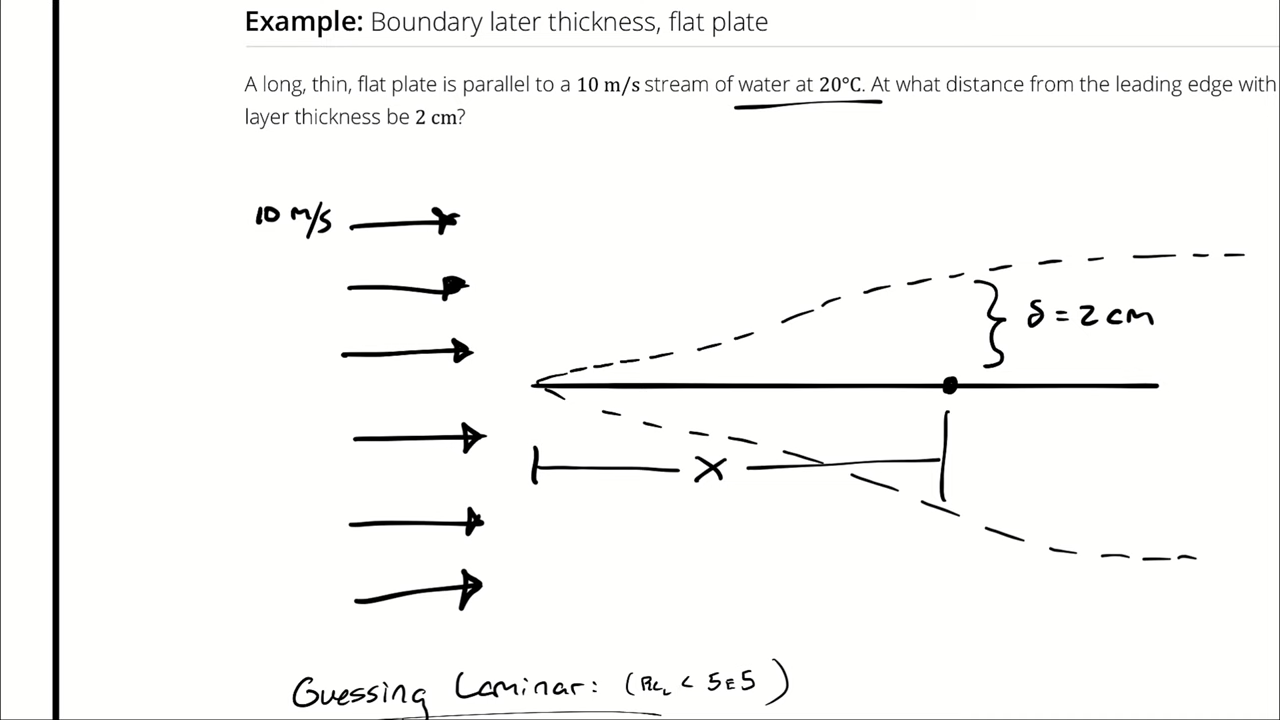 Example: Boundary later thickness, flat plate
A long, thin, flat plate is parallel to a 10 m/s stream of water at 20°C. At what distance from the leading edge with
layer thickness be 2 cm?
10 m/s
δ = 2 cm
X
Guessing Laminar: (ReL < 5E5)